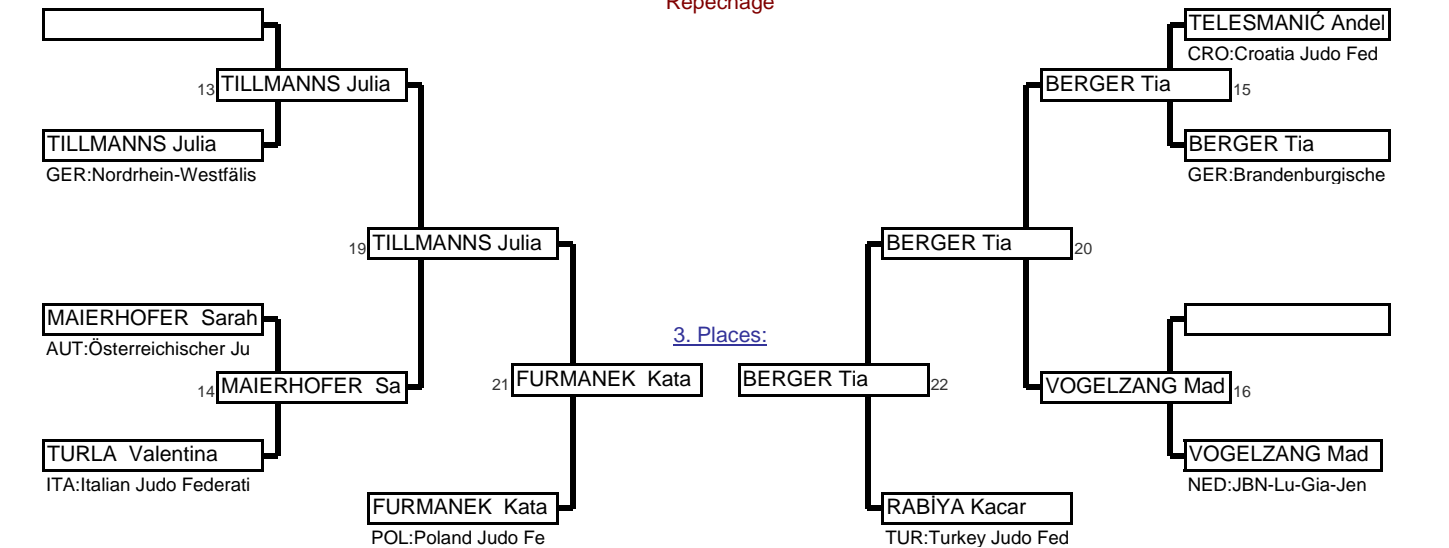 Repechage
TELESMANIĆ Andel
CRO:Croatia Judo Fed
13 TILLMANNS Julia
BERGER Tia 15
TILLMANNS Julia
GER:Nordrhein-Westfälis
BERGER Tia
GER:Brandenburgische
19 TILLMANNS Julia
BERGER Tia 20
MAIERHOFER Sarah
AUT:Österreichischer Ju
3. Places:
14 MAIERHOFER Sa
21 FURMANEK Kata
BERGER Tia 22
VOGELZANG Mad 16
TURLA Valentina
ITA:Italian Judo Federati
VOGELZANG Mad
NED:JBN-Lu-Gia-Jen
FURMANEK Kata
POL:Poland Judo Fe
RABİYA Kacar
TUR:Turkey Judo Fed